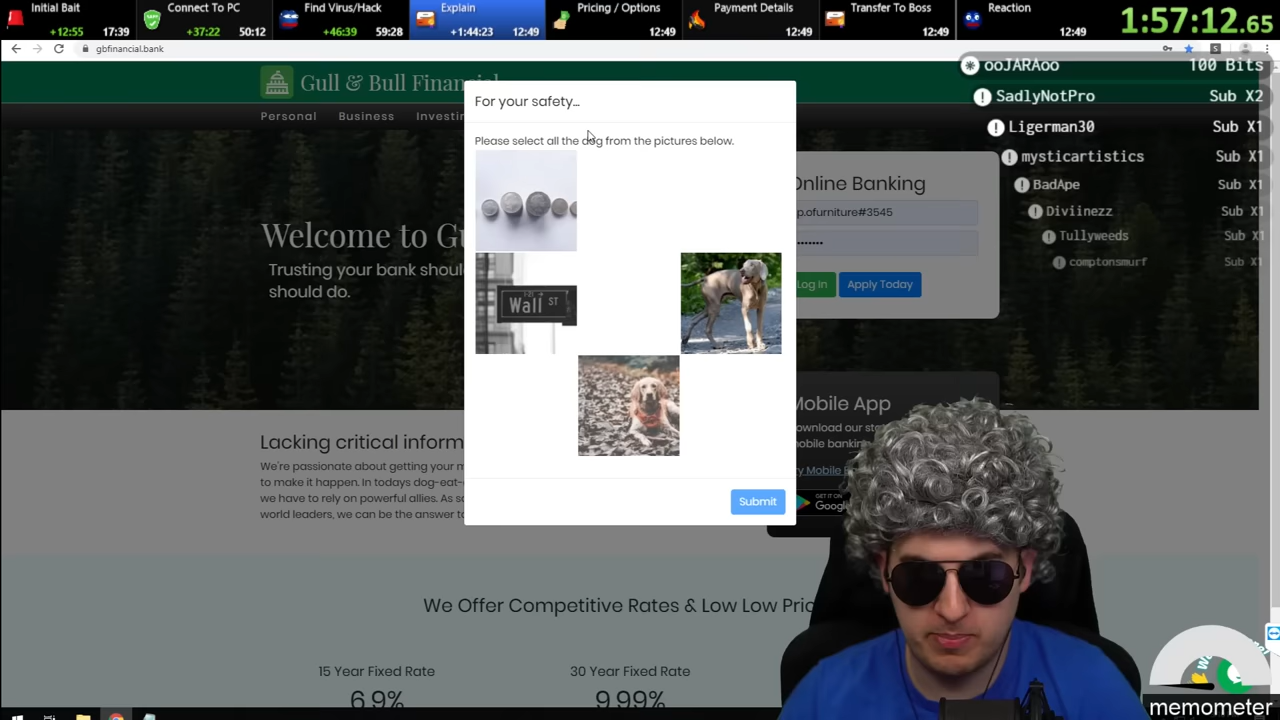 Initial Bait
+12:55 17:39
Connect To PC
+37:22 50:12
Find Virus/Hack
+46:39 59:28
Explain
+1:44:23 12:49
Pricing / Options
12:49
Payment Details
12:49
Transfer To Boss
12:49
Reaction
12:49
1:57:12.65
gbfinancial.bank
ooJARAoo 100 Bits
SadlyNotPro Sub X2
Ligerman30 Sub X1
mysticartistics Sub X1
BadApe Sub X1
Diviinezz Sub X1
Tullyweeds Sub X1
comptonsmurf Sub X1
Gull & Bull Financial
Personal Business
For your safety...
Please select all the dog from the pictures below.
Wall ST
Submit
Online Banking
p.ofurniture#3545
Log In Apply Today
Welcome to Gu
Trusting your bank shoul
should do.
Mobile App
GET IT ON
Lacking critical inform
We're passionate about getting your m
to make it happen. In todays dog-eat-
we have to rely on powerful allies. As so
world leaders, we can be the answer to
We Offer Competitive Rates & Low Low Pric
15 Year Fixed Rate 30 Year Fixed Rate
6.9% 9.99%
memometer